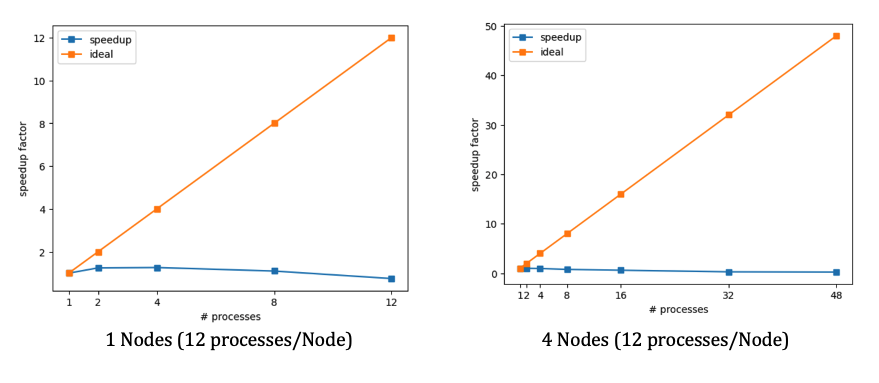 speedup
ideal
speedup factor
12
10
8
6
4
2
1 2 4 8 12
# processes
1 Nodes (12 processes/Node)
speedup
ideal
speedup factor
50
40
30
20
10
0
1 2 4 8 16 32 48
# processes
4 Nodes (12 processes/Node)